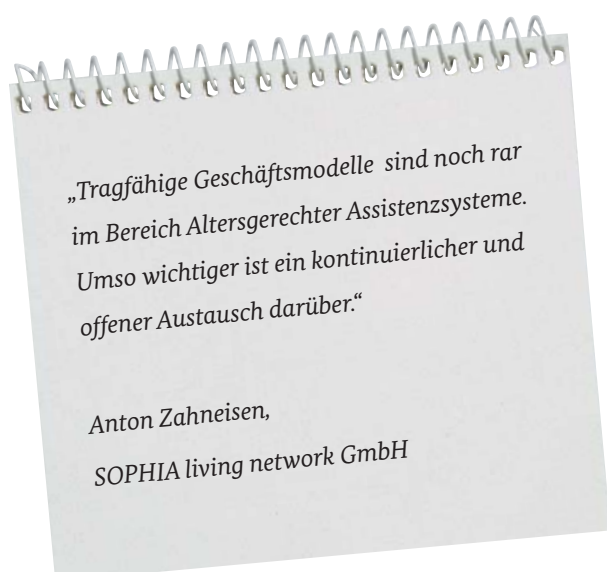 „Tragfähige Geschäftsmodelle  sind noch rar
im Bereich Altersgerechter Assistenzsysteme.
Umso wichtiger ist ein kontinuierlicher und
offener Austausch darüber.“
Anton Zahneisen,
SOPHIA living network GmbH